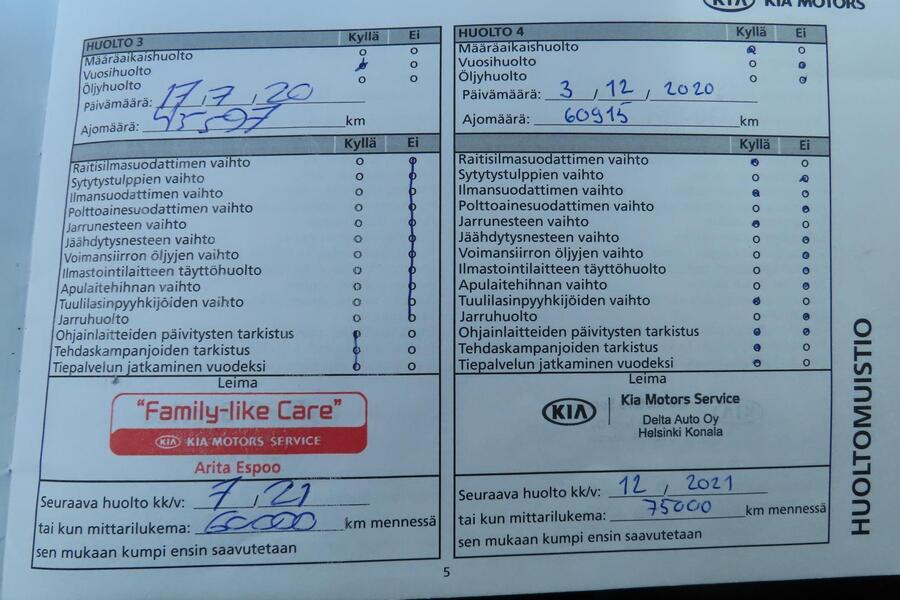 KIA KIA MOTORS
HUOLTO 3 Kyllä Ei
Määräaikaishuolto
Vuosihuolto
Öljyhuolto
Päivämäärä: 17 / 7 / 20
Ajomäärä: 45597 km
Kyllä Ei
Raitisilmasuodattimen vaihto
Sytytystulppien vaihto
Ilmansuodattimen vaihto
Polttoainesuodattimen vaihto
Jarrunesteen vaihto
Jäähdytysnesteen vaihto
Voimansiirron öljyjen vaihto
Ilmastointilaitteen täyttöhuolto
Apulaitehihnan vaihto
Tuulilasinpyyhkijöiden vaihto
Jarruhuolto
Ohjainlaitteiden päivitysten tarkistus
Tehdaskampanjoiden tarkistus
Tiepalvelun jatkaminen vuodeksi
Leima
"Family-like Care"
KIA KIA MOTORS SERVICE
Arita Espoo
Seuraava huolto kk/v: 7 / 21
tai kun mittarilukema: 60000 km mennessä
sen mukaan kumpi ensin saavutetaan
HUOLTO 4 Kyllä Ei
Määräaikaishuolto
Vuosihuolto
Öljyhuolto
Päivämäärä: 3 / 12 / 2020
Ajomäärä: 60915 km
Kyllä Ei
Raitisilmasuodattimen vaihto
Sytytystulppien vaihto
Ilmansuodattimen vaihto
Polttoainesuodattimen vaihto
Jarrunesteen vaihto
Jäähdytysnesteen vaihto
Voimansiirron öljyjen vaihto
Ilmastointilaitteen täyttöhuolto
Apulaitehihnan vaihto
Tuulilasinpyyhkijöiden vaihto
Jarruhuolto
Ohjainlaitteiden päivitysten tarkistus
Tehdaskampanjoiden tarkistus
Tiepalvelun jatkaminen vuodeksi
Leima
KIA Kia Motors Service
Delta Auto Oy
Helsinki Konala
Seuraava huolto kk/v: 12 / 2021
tai kun mittarilukema: 75000 km mennessä
sen mukaan kumpi ensin saavutetaan
HUOLTOMUISTIO
5